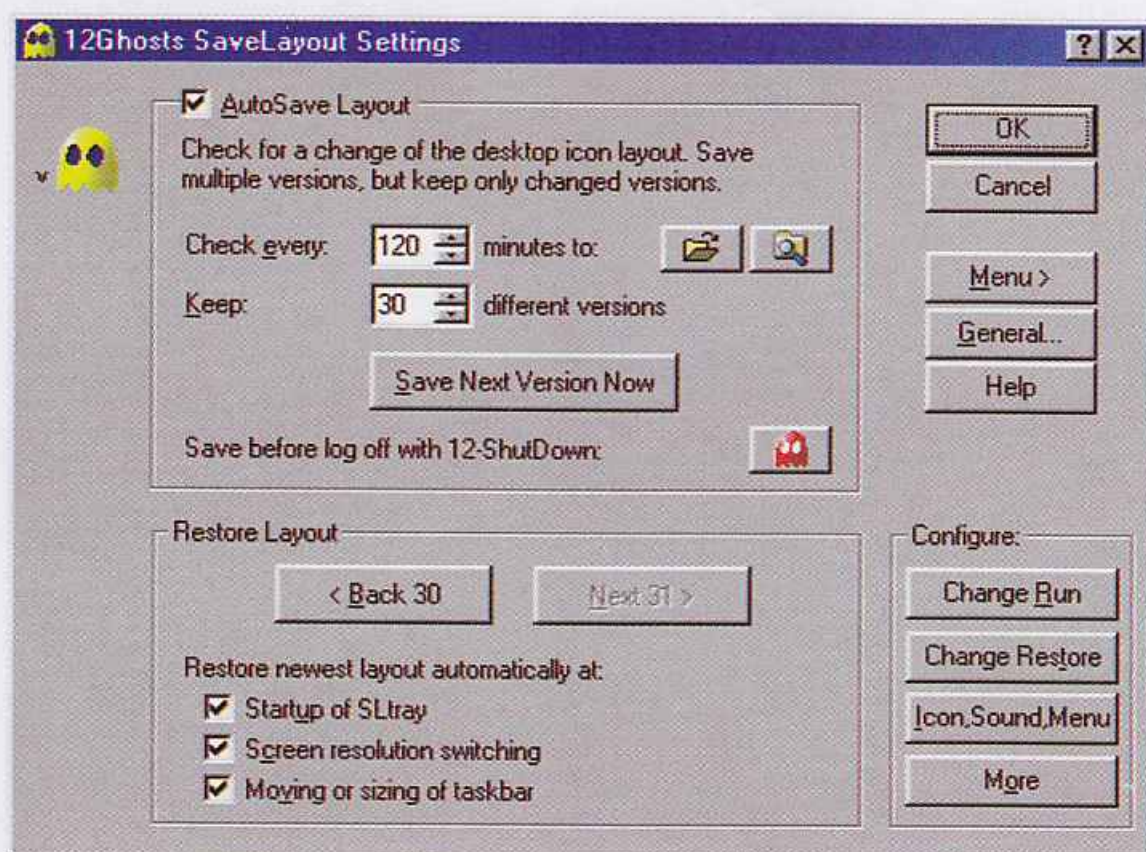 12Ghosts SaveLayout Settings
AutoSave Layout
Check for a change of the desktop icon layout. Save
multiple versions, but keep only changed versions.
Check every: 120 minutes to:
Keep: 30 different versions
Save Next Version Now
Save before log off with 12-ShutDown:
OK
Cancel
Menu >
General...
Help
Restore Layout
< Back 30 Next 31 >
Restore newest layout automatically at:
Startup of SLtray
Screen resolution switching
Moving or sizing of taskbar
Configure:
Change Run
Change Restore
Icon,Sound,Menu
More